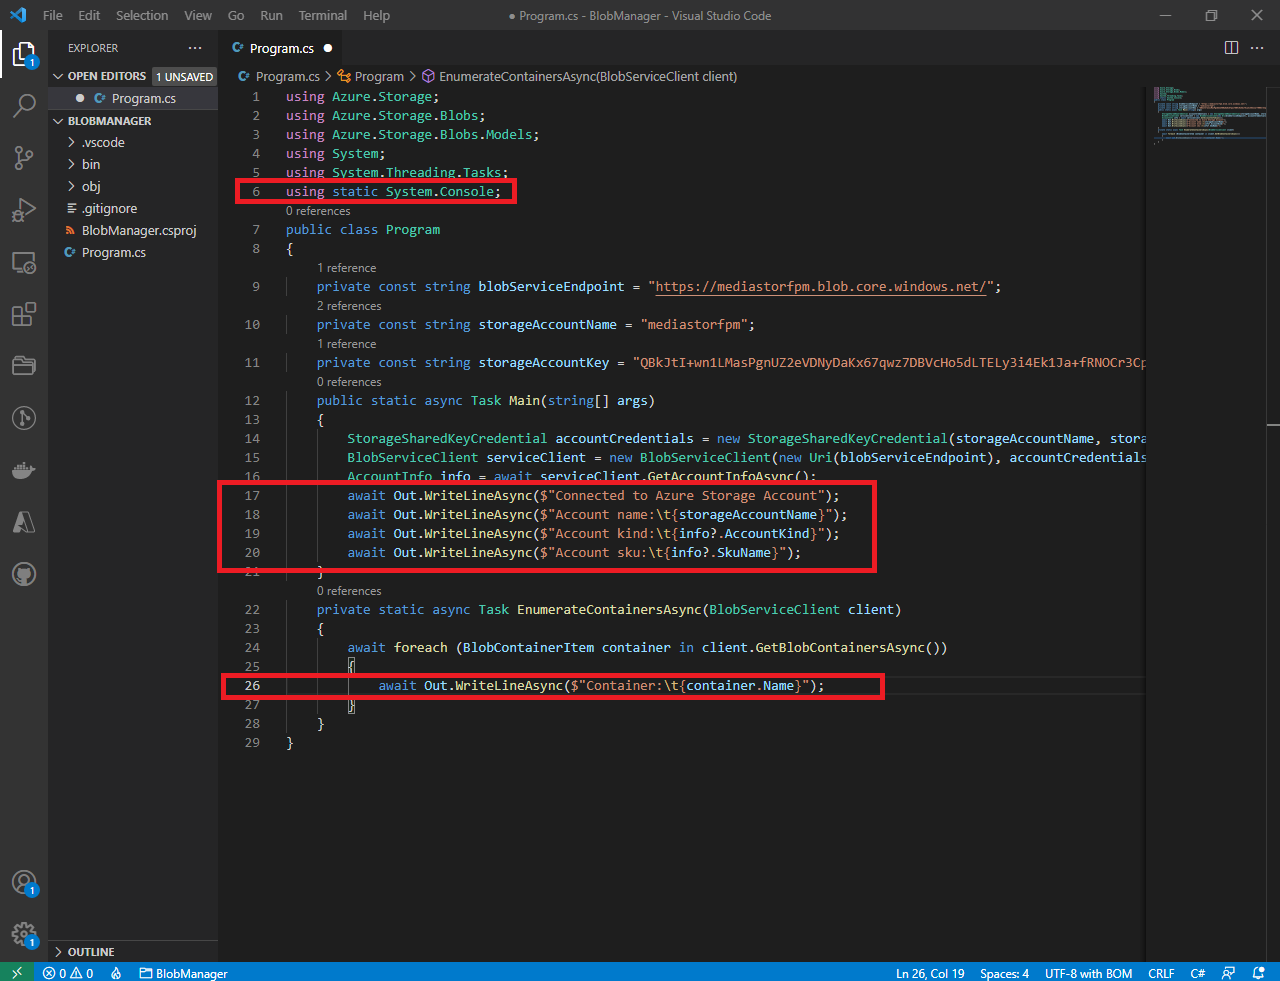 File Edit Selection View Go Run Terminal Help
● Program.cs - BlobManager - Visual Studio Code
EXPLORER
OPEN EDITORS 1 UNSAVED
C# Program.cs
BLOBMANAGER
.vscode
bin
obj
.gitignore
BlobManager.csproj
C# Program.cs
OUTLINE
1
1
1
C# Program.cs
C# Program.cs > Program > EnumerateContainersAsync(BlobServiceClient client)
1 using Azure.Storage;
2 using Azure.Storage.Blobs;
3 using Azure.Storage.Blobs.Models;
4 using System;
5 using System.Threading.Tasks;
6 using static System.Console;
0 references
7 public class Program
8 {
1 reference
9 private const string blobServiceEndpoint = "https://mediastorfpm.blob.core.windows.net/";
2 references
10 private const string storageAccountName = "mediastorfpm";
1 reference
11 private const string storageAccountKey = "QBkJtI+wn1LMasPgnUZ2eVDNyDaKx67qwz7DBVcHo5dLTELy3i4Ek1Ja+fRNOCr3Cp
0 references
12 public static async Task Main(string[] args)
13 {
14 StorageSharedKeyCredential accountCredentials = new StorageSharedKeyCredential(storageAccountName, stora
15 BlobServiceClient serviceClient = new BlobServiceClient(new Uri(blobServiceEndpoint), accountCredentials
16 AccountInfo info = await serviceClient.GetAccountInfoAsync();
17 await Out.WriteLineAsync($"Connected to Azure Storage Account");
18 await Out.WriteLineAsync($"Account name:\t{storageAccountName}");
19 await Out.WriteLineAsync($"Account kind:\t{info?.AccountKind}");
20 await Out.WriteLineAsync($"Account sku:\t{info?.SkuName}");
21 }
0 references
22 private static async Task EnumerateContainersAsync(BlobServiceClient client)
23 {
24 await foreach (BlobContainerItem container in client.GetBlobContainersAsync())
25 {
26 await Out.WriteLineAsync($"Container:\t{container.Name}");
27 }
28 }
29 }
0 0 BlobManager Ln 26, Col 19 Spaces: 4 UTF-8 with BOM CRLF C#